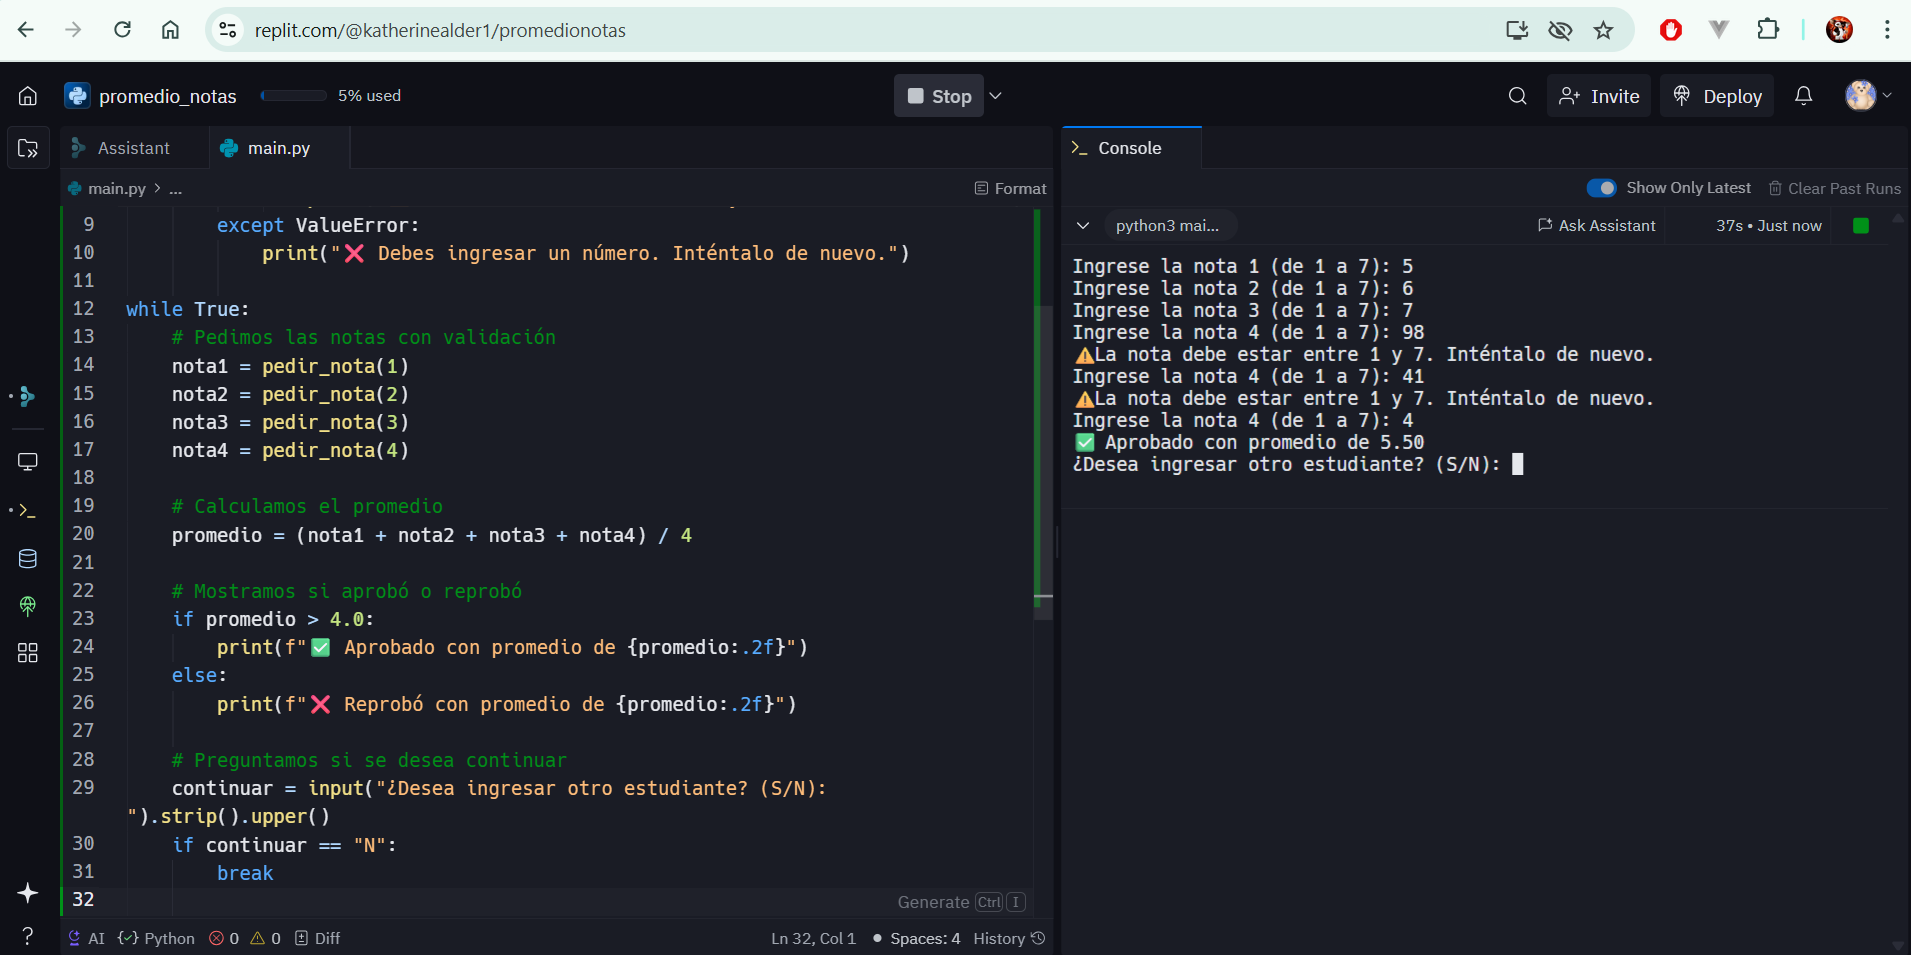 replit.com/@katherinealder1/promedionotas
promedio_notas
5% used
Stop
Invite
Deploy
Assistant
main.py
main.py > ...
Format
9 except ValueError:
10 print("❌ Debes ingresar un número. Inténtalo de nuevo.")
11
12 while True:
13 # Pedimos las notas con validación
14 nota1 = pedir_nota(1)
15 nota2 = pedir_nota(2)
16 nota3 = pedir_nota(3)
17 nota4 = pedir_nota(4)
18
19 # Calculamos el promedio
20 promedio = (nota1 + nota2 + nota3 + nota4) / 4
21
22 # Mostramos si aprobó o reprobó
23 if promedio > 4.0:
24 print(f"✅ Aprobado con promedio de {promedio:.2f}")
25 else:
26 print(f"❌ Reprobó con promedio de {promedio:.2f}")
27
28 # Preguntamos si se desea continuar
29 continuar = input("¿Desea ingresar otro estudiante? (S/N):
").strip().upper()
30 if continuar == "N":
31 break
32
Generate Ctrl I
AI
Python
0
0
Diff
Ln 32, Col 1
Spaces: 4
History
Console
Show Only Latest
Clear Past Runs
python3 mai...
Ask Assistant
37s • Just now
Ingrese la nota 1 (de 1 a 7): 5
Ingrese la nota 2 (de 1 a 7): 6
Ingrese la nota 3 (de 1 a 7): 7
Ingrese la nota 4 (de 1 a 7): 98
⚠️La nota debe estar entre 1 y 7. Inténtalo de nuevo.
Ingrese la nota 4 (de 1 a 7): 41
⚠️La nota debe estar entre 1 y 7. Inténtalo de nuevo.
Ingrese la nota 4 (de 1 a 7): 4
✅ Aprobado con promedio de 5.50
¿Desea ingresar otro estudiante? (S/N):